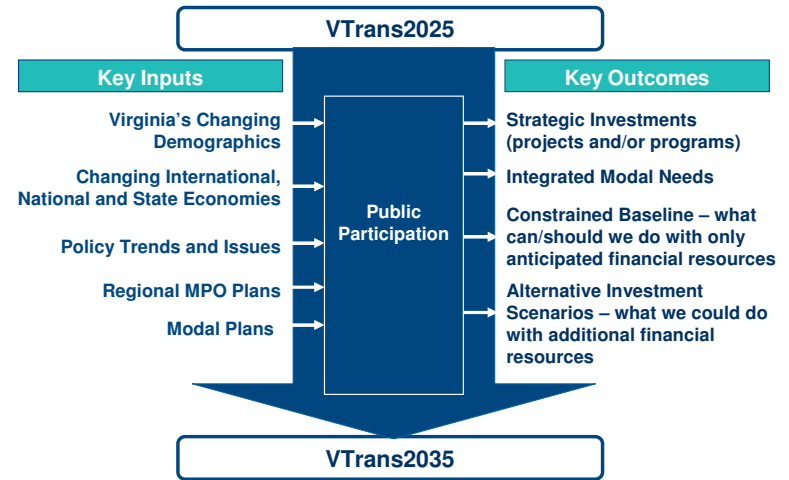 VTrans2025
Key Inputs
Virginia's Changing
Demographics
Changing International,
National and State Economies
Policy Trends and Issues
Regional MPO Plans
Modal Plans
Public
Participation
Key Outcomes
Strategic Investments
(projects and/or programs)
Integrated Modal Needs
Constrained Baseline – what
can/should we do with only
anticipated financial resources
Alternative Investment
Scenarios – what we could do
with additional financial
resources
VTrans2035